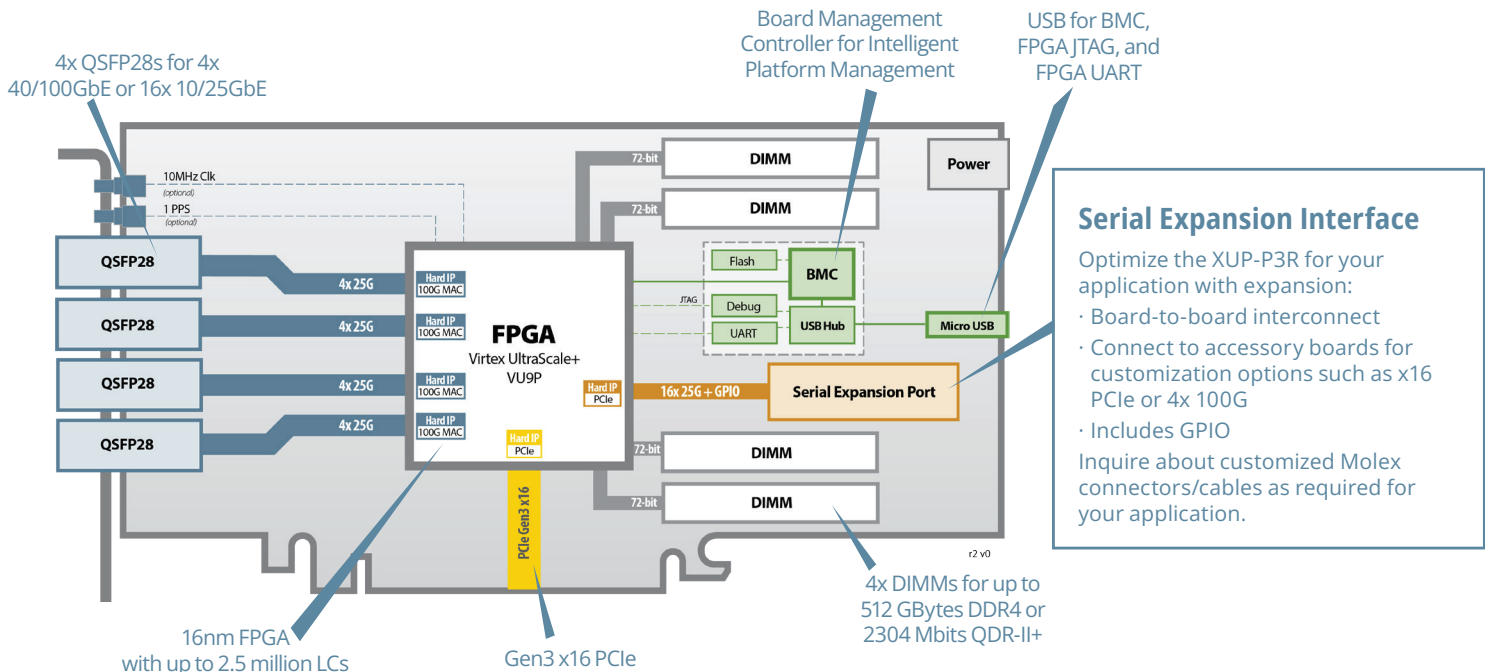 Board Management
Controller for Intelligent
Platform Management
USB for BMC,
FPGA JTAG, and
FPGA UART
4x QSFP28s for 4x
40/100GbE or 16x 10/25GbE
10MHz Clk
(optional)
1 PPS
(optional)
QSFP28
QSFP28
QSFP28
QSFP28
4x 25G
4x 25G
4x 25G
4x 25G
Hard IP
100G MAC
Hard IP
100G MAC
Hard IP
100G MAC
Hard IP
100G MAC
FPGA
Virtex UltraScale+
VU9P
Hard IP
PCIe
Hard IP
PCIe
PCIe Gen3 x16
72-bit
DIMM
72-bit
DIMM
Power
Flash
BMC
JTAG
Debug
UART
USB Hub
Micro USB
16x 25G + GPIO
Serial Expansion Port
72-bit
DIMM
72-bit
DIMM
r2 v0
Serial Expansion Interface
Optimize the XUP-P3R for your
application with expansion:
· Board-to-board interconnect
· Connect to accessory boards for
customization options such as x16
PCIe or 4x 100G
· Includes GPIO
Inquire about customized Molex
connectors/cables as required for
your application.
4x DIMMs for up to
512 GBytes DDR4 or
2304 Mbits QDR-II+
16nm FPGA
with up to 2.5 million LCs
Gen3 x16 PCIe